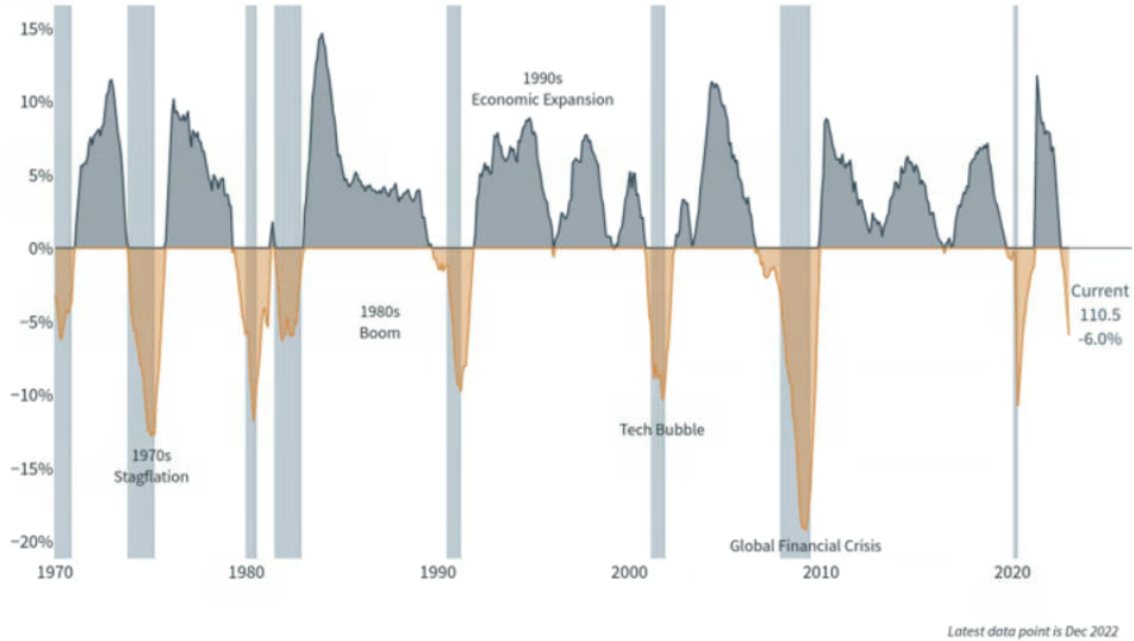 15%
10%
5%
0%
−5%
−10%
−15%
−20%
1990s
Economic Expansion
1980s
Boom
Current
110.5
-6.0%
Tech Bubble
1970s
Stagflation
Global Financial Crisis
1970
1980
1990
2000
2010
2020
Latest data point is Dec 2022